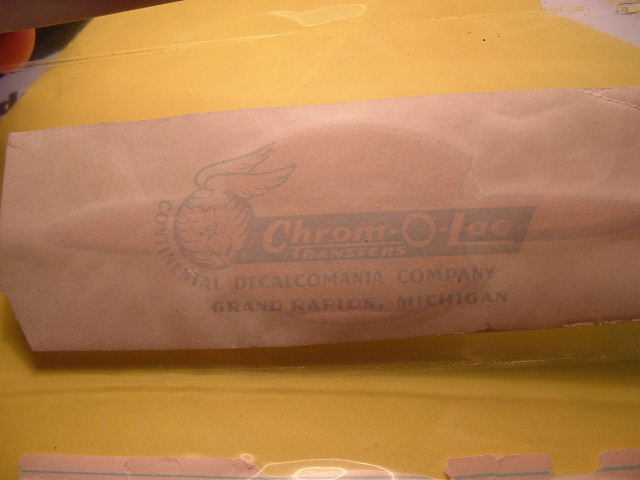 Chrom-O-Lac
TRANSFERS
CONTINENTAL DECALCOMANIA COMPANY
GRAND RAPIDS, MICHIGAN